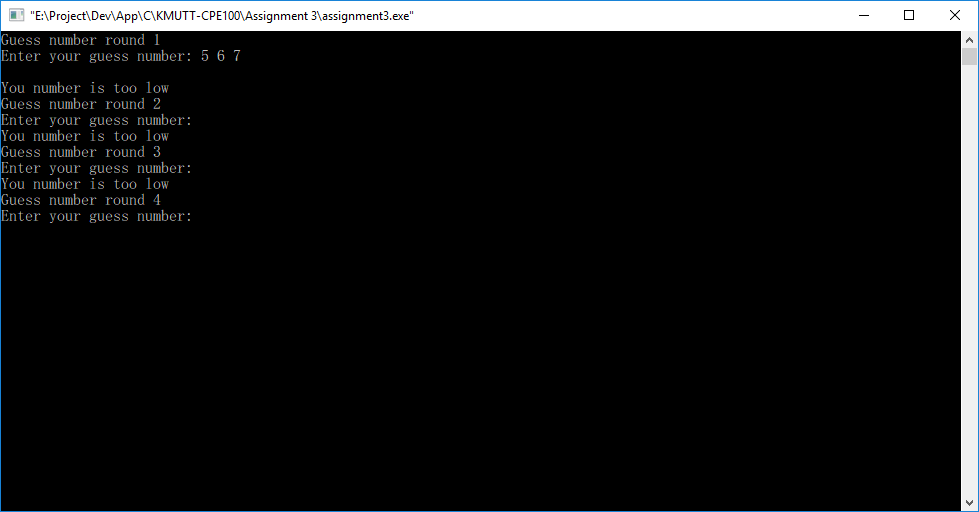 "E:\Project\Dev\App\C\KMUTT-CPE100\Assignment 3\assignment3.exe"
Guess number round 1
Enter your guess number: 5 6 7
You number is too low
Guess number round 2
Enter your guess number:
You number is too low
Guess number round 3
Enter your guess number:
You number is too low
Guess number round 4
Enter your guess number: